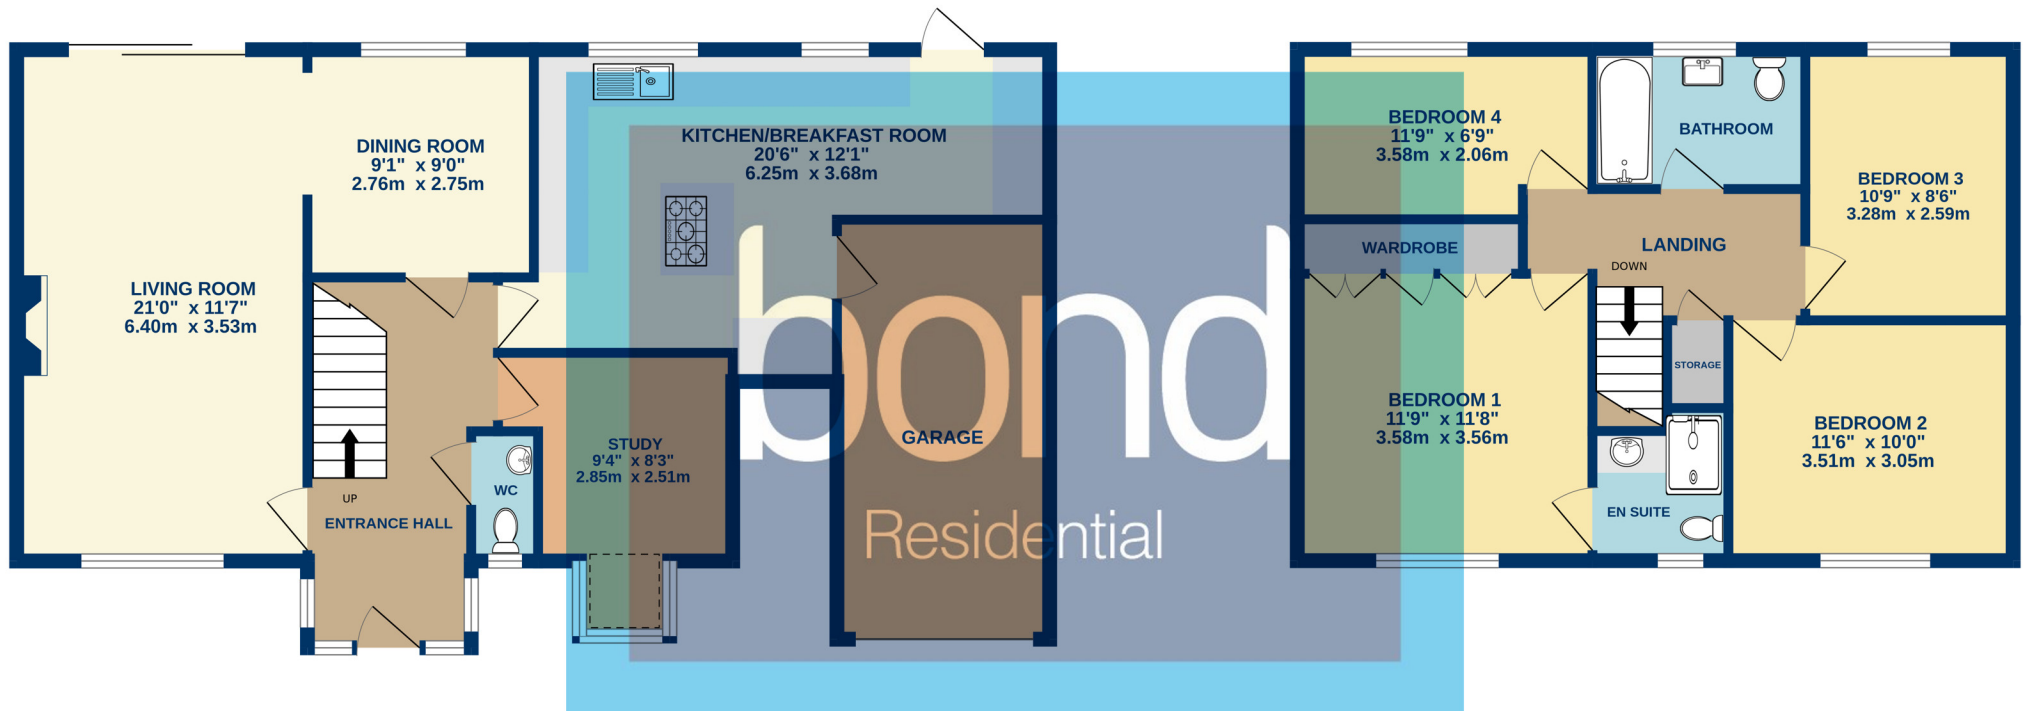 LIVING ROOM
21'0" x 11'7"
6.40m x 3.53m
DINING ROOM
9'1" x 9'0"
2.76m x 2.75m
KITCHEN/BREAKFAST ROOM
20'6" x 12'1"
6.25m x 3.68m
UP
ENTRANCE HALL
WC
STUDY
9'4" x 8'3"
2.85m x 2.51m
GARAGE
bond
Residential
BEDROOM 4
11'9" x 6'9"
3.58m x 2.06m
BATHROOM
BEDROOM 3
10'9" x 8'6"
3.28m x 2.59m
WARDROBE
LANDING
DOWN
STORAGE
BEDROOM 1
11'9" x 11'8"
3.58m x 3.56m
EN SUITE
BEDROOM 2
11'6" x 10'0"
3.51m x 3.05m